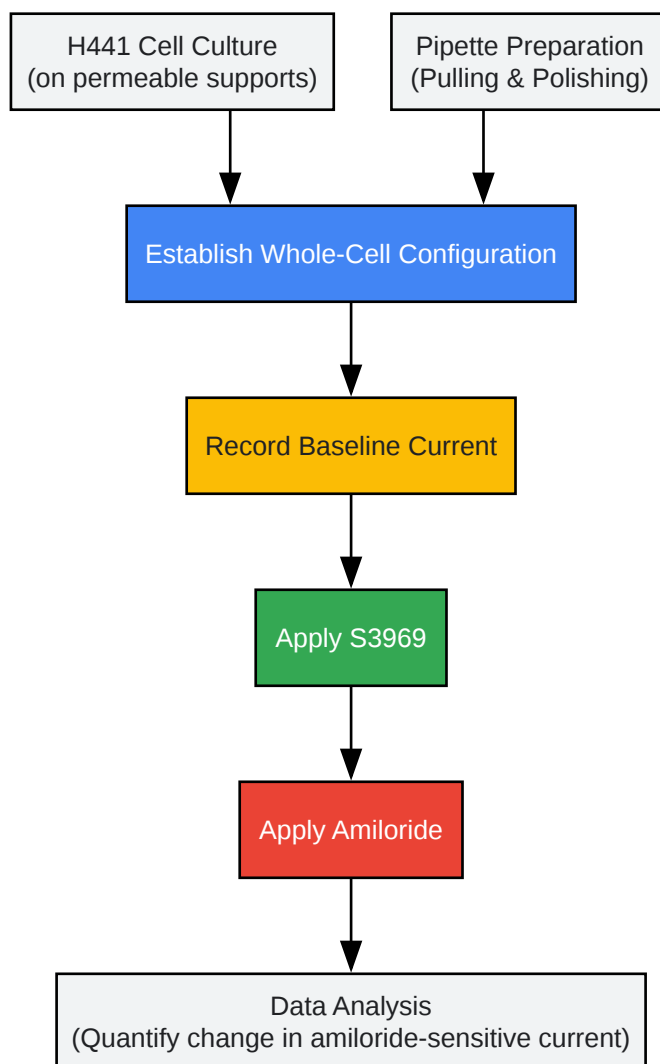 H441 Cell Culture
(on permeable supports)
Pipette Preparation
(Pulling & Polishing)
Establish Whole-Cell Configuration
Record Baseline Current
Apply S3969
Apply Amiloride
Data Analysis
(Quantify change in amiloride-sensitive current)